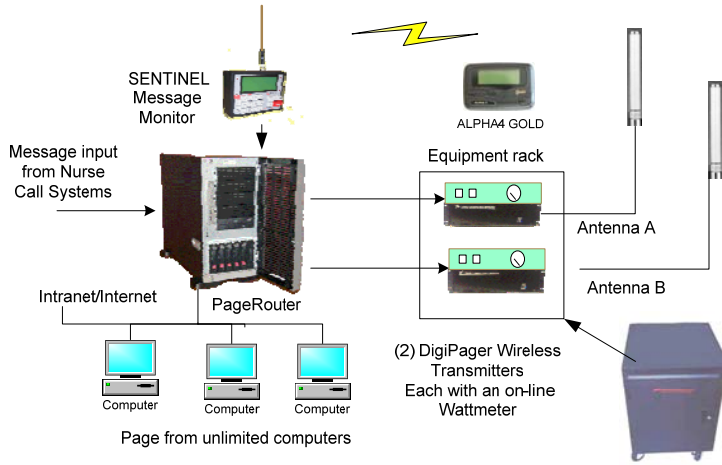 SENTINEL
Message
Monitor
ALPHA4 GOLD
Message input
from Nurse
Call Systems
Equipment rack
Antenna A
Antenna B
Intranet/Internet
PageRouter
Computer
Computer
Computer
(2) DigiPager Wireless
Transmitters
Each with an on-line
Wattmeter
Page from unlimited computers